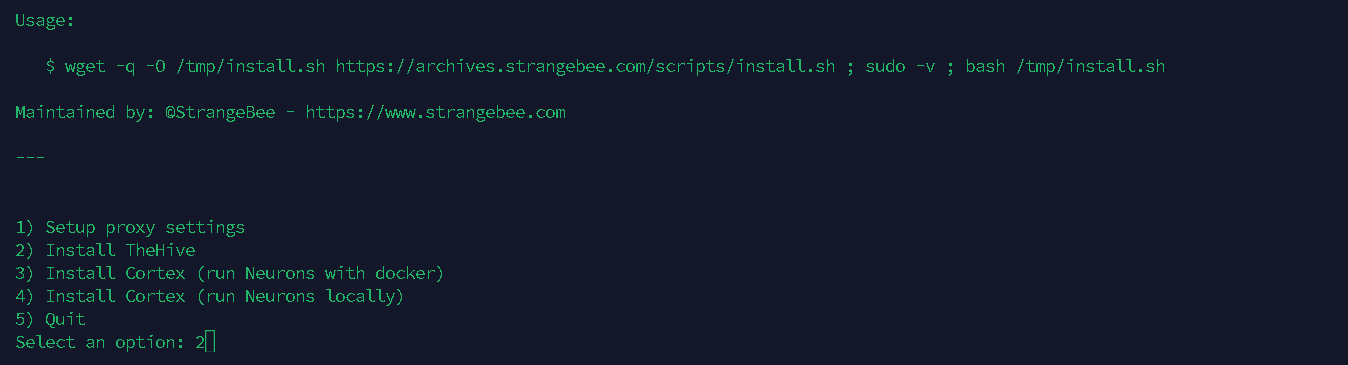 Usage:
$ wget -q -O /tmp/install.sh https://archives.strangebee.com/scripts/install.sh ; sudo -v ; bash /tmp/install.sh
Maintained by: ©StrangeBee - https://www.strangebee.com
---
1) Setup proxy settings
2) Install TheHive
3) Install Cortex (run Neurons with docker)
4) Install Cortex (run Neurons locally)
5) Quit
Select an option: 2